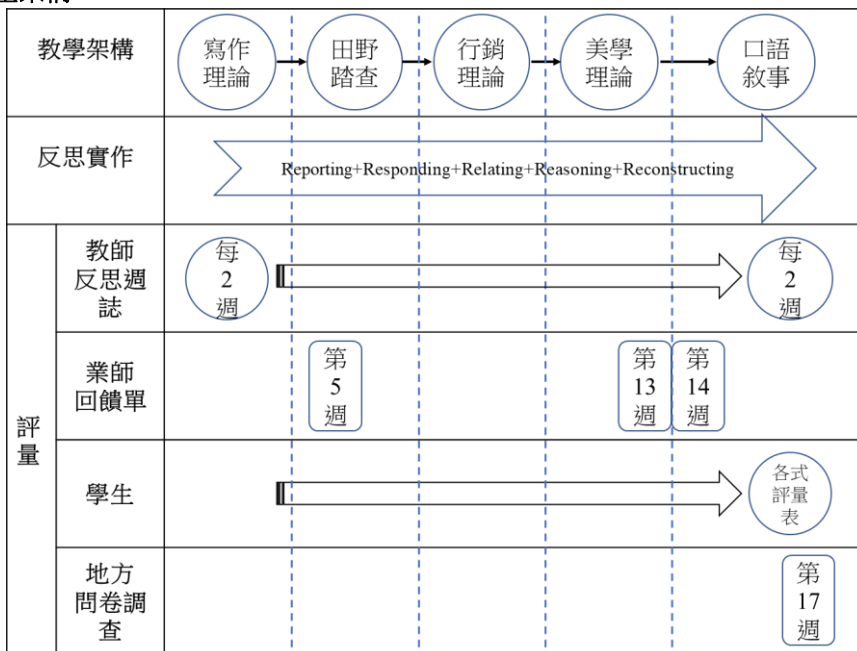 教學架構
寫作
理論
田野
踏查
行銷
理論
美學
理論
口語
敘事
反思實作
Reporting+Responding+Relating+Reasoning+Reconstructing
評
量
教師
反思週
誌
每
2
週
每
2
週
業師
回饋單
第
5
週
第
13
週
第
14
週
學生
各式
評量
表
地方
問卷調
查
第
17
週